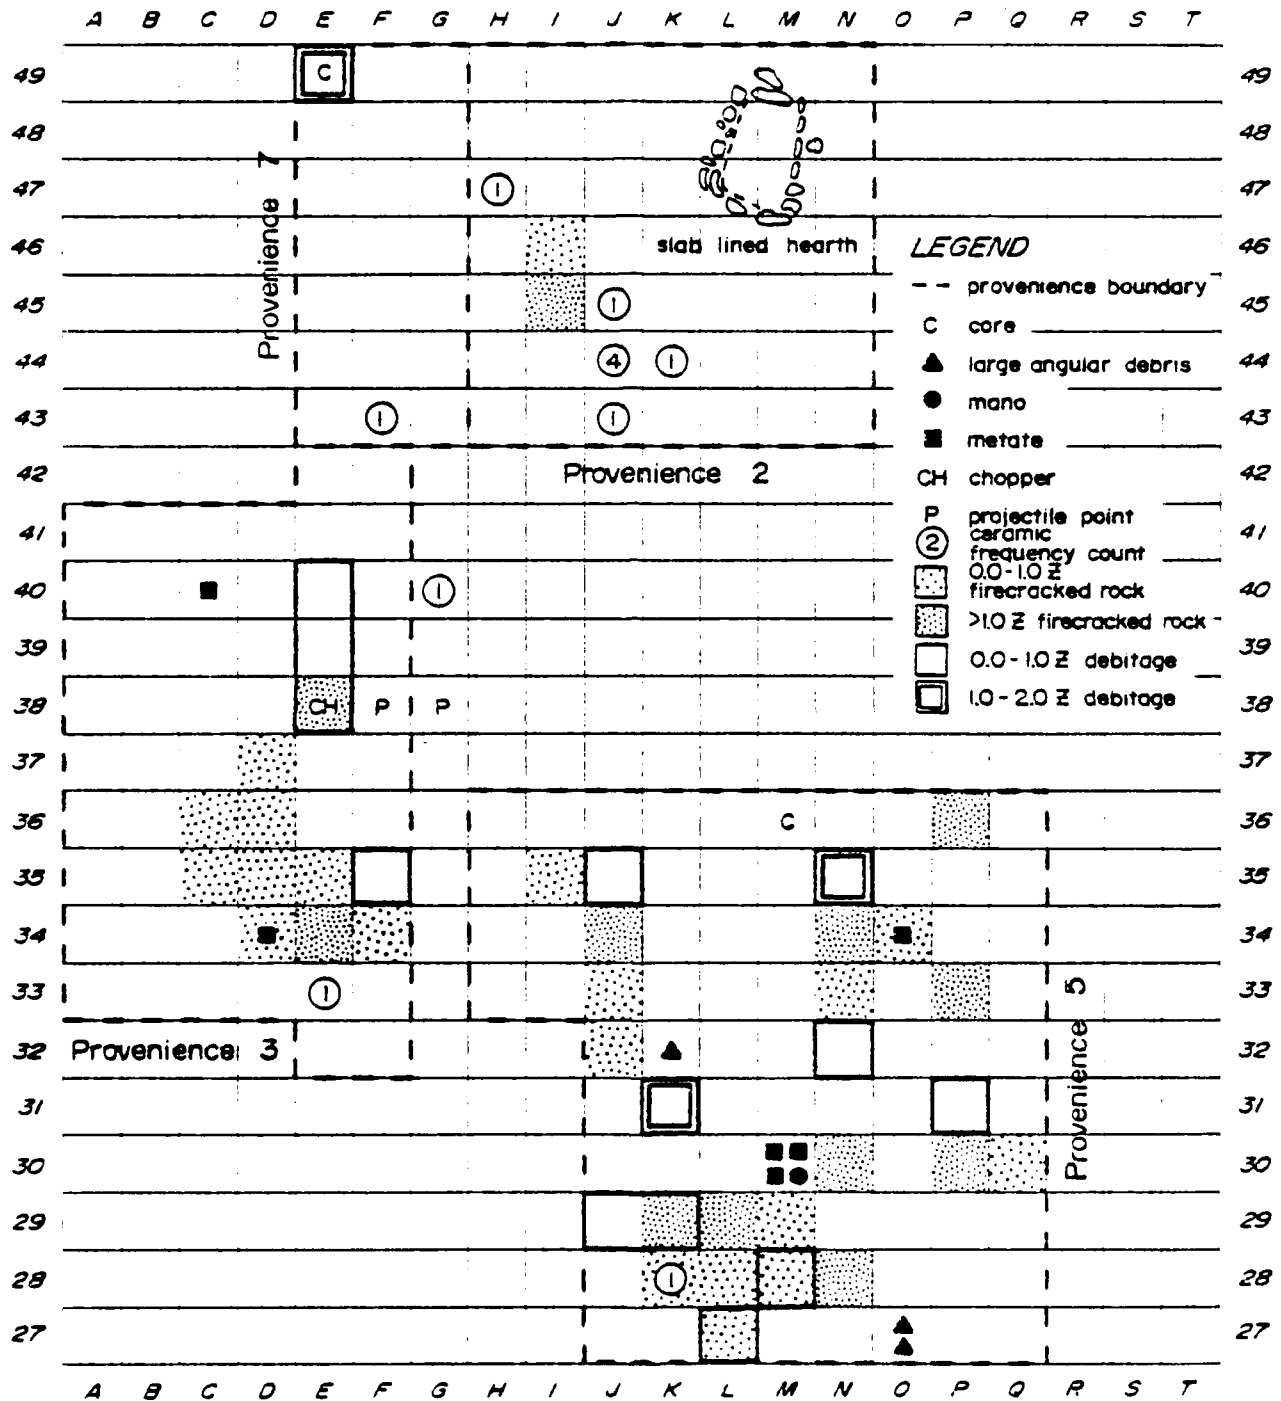 A B C D E F G H I J K L M N O P Q R S T
49 C 49
48 48
Provenience 7
47 1 47
46 slab lined hearth 46
LEGEND
provenience boundary
45 1 45
C core
44 4 1 44
large angular debris
mano
43 1 1 43
metate
42 Provenience 2 42
CH chopper
P projectile point
41 41
2 ceramic
frequency count
40 1 40
0.0-1.0 Z
firecracked rock
>1.0 Z firecracked rock
39 39
0.0-1.0 Z debitage
38 CH P P 38
1.0-2.0 Z debitage
37 37
36 C 36
35 35
34 34
33 1 33
Provenience 5
32 Provenience 3 32
31 31
30 30
29 29
28 1 28
27 27
A B C D E F G H I J K L M N O P Q R S T